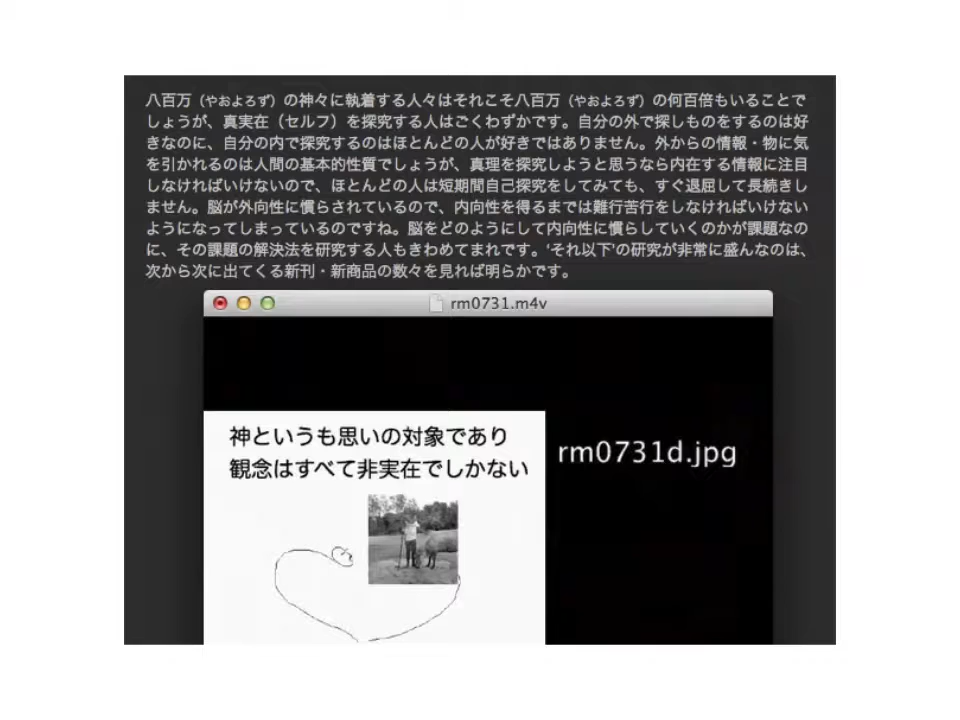 八百万（やおよろず）の神々に執着する人々はそれこそ八百万（やおよろず）の何百倍もいることで
しょうが、真実在（セルフ）を探究する人はごくわずかです。自分の外で探しものをするのは好
きなのに、自分の内で探究するのはほとんどの人が好きではありません。外からの情報・物に気
を引かれるのは人間の基本的性質でしょうが、真理を探究しようと思うなら内在する情報に注目
しなければいけないので、ほとんどの人は短期間自己探究をしてみても、すぐ退屈して長続きし
ません。脳が外向性に慣らされているので、内向性を得るまでは難行苦行をしなければいけない
ようになってしまっているのですね。脳をどのようにして内向性に慣らしていくのかが課題なの
に、その課題の解決法を研究する人もきわめてまれです。‘それ以下’の研究が非常に盛んなのは、
次から次に出てくる新刊・新商品の数々を見れば明らかです。
rm0731.m4v
神というも思いの対象であり
観念はすべて非実在でしかない
rm0731d.jpg